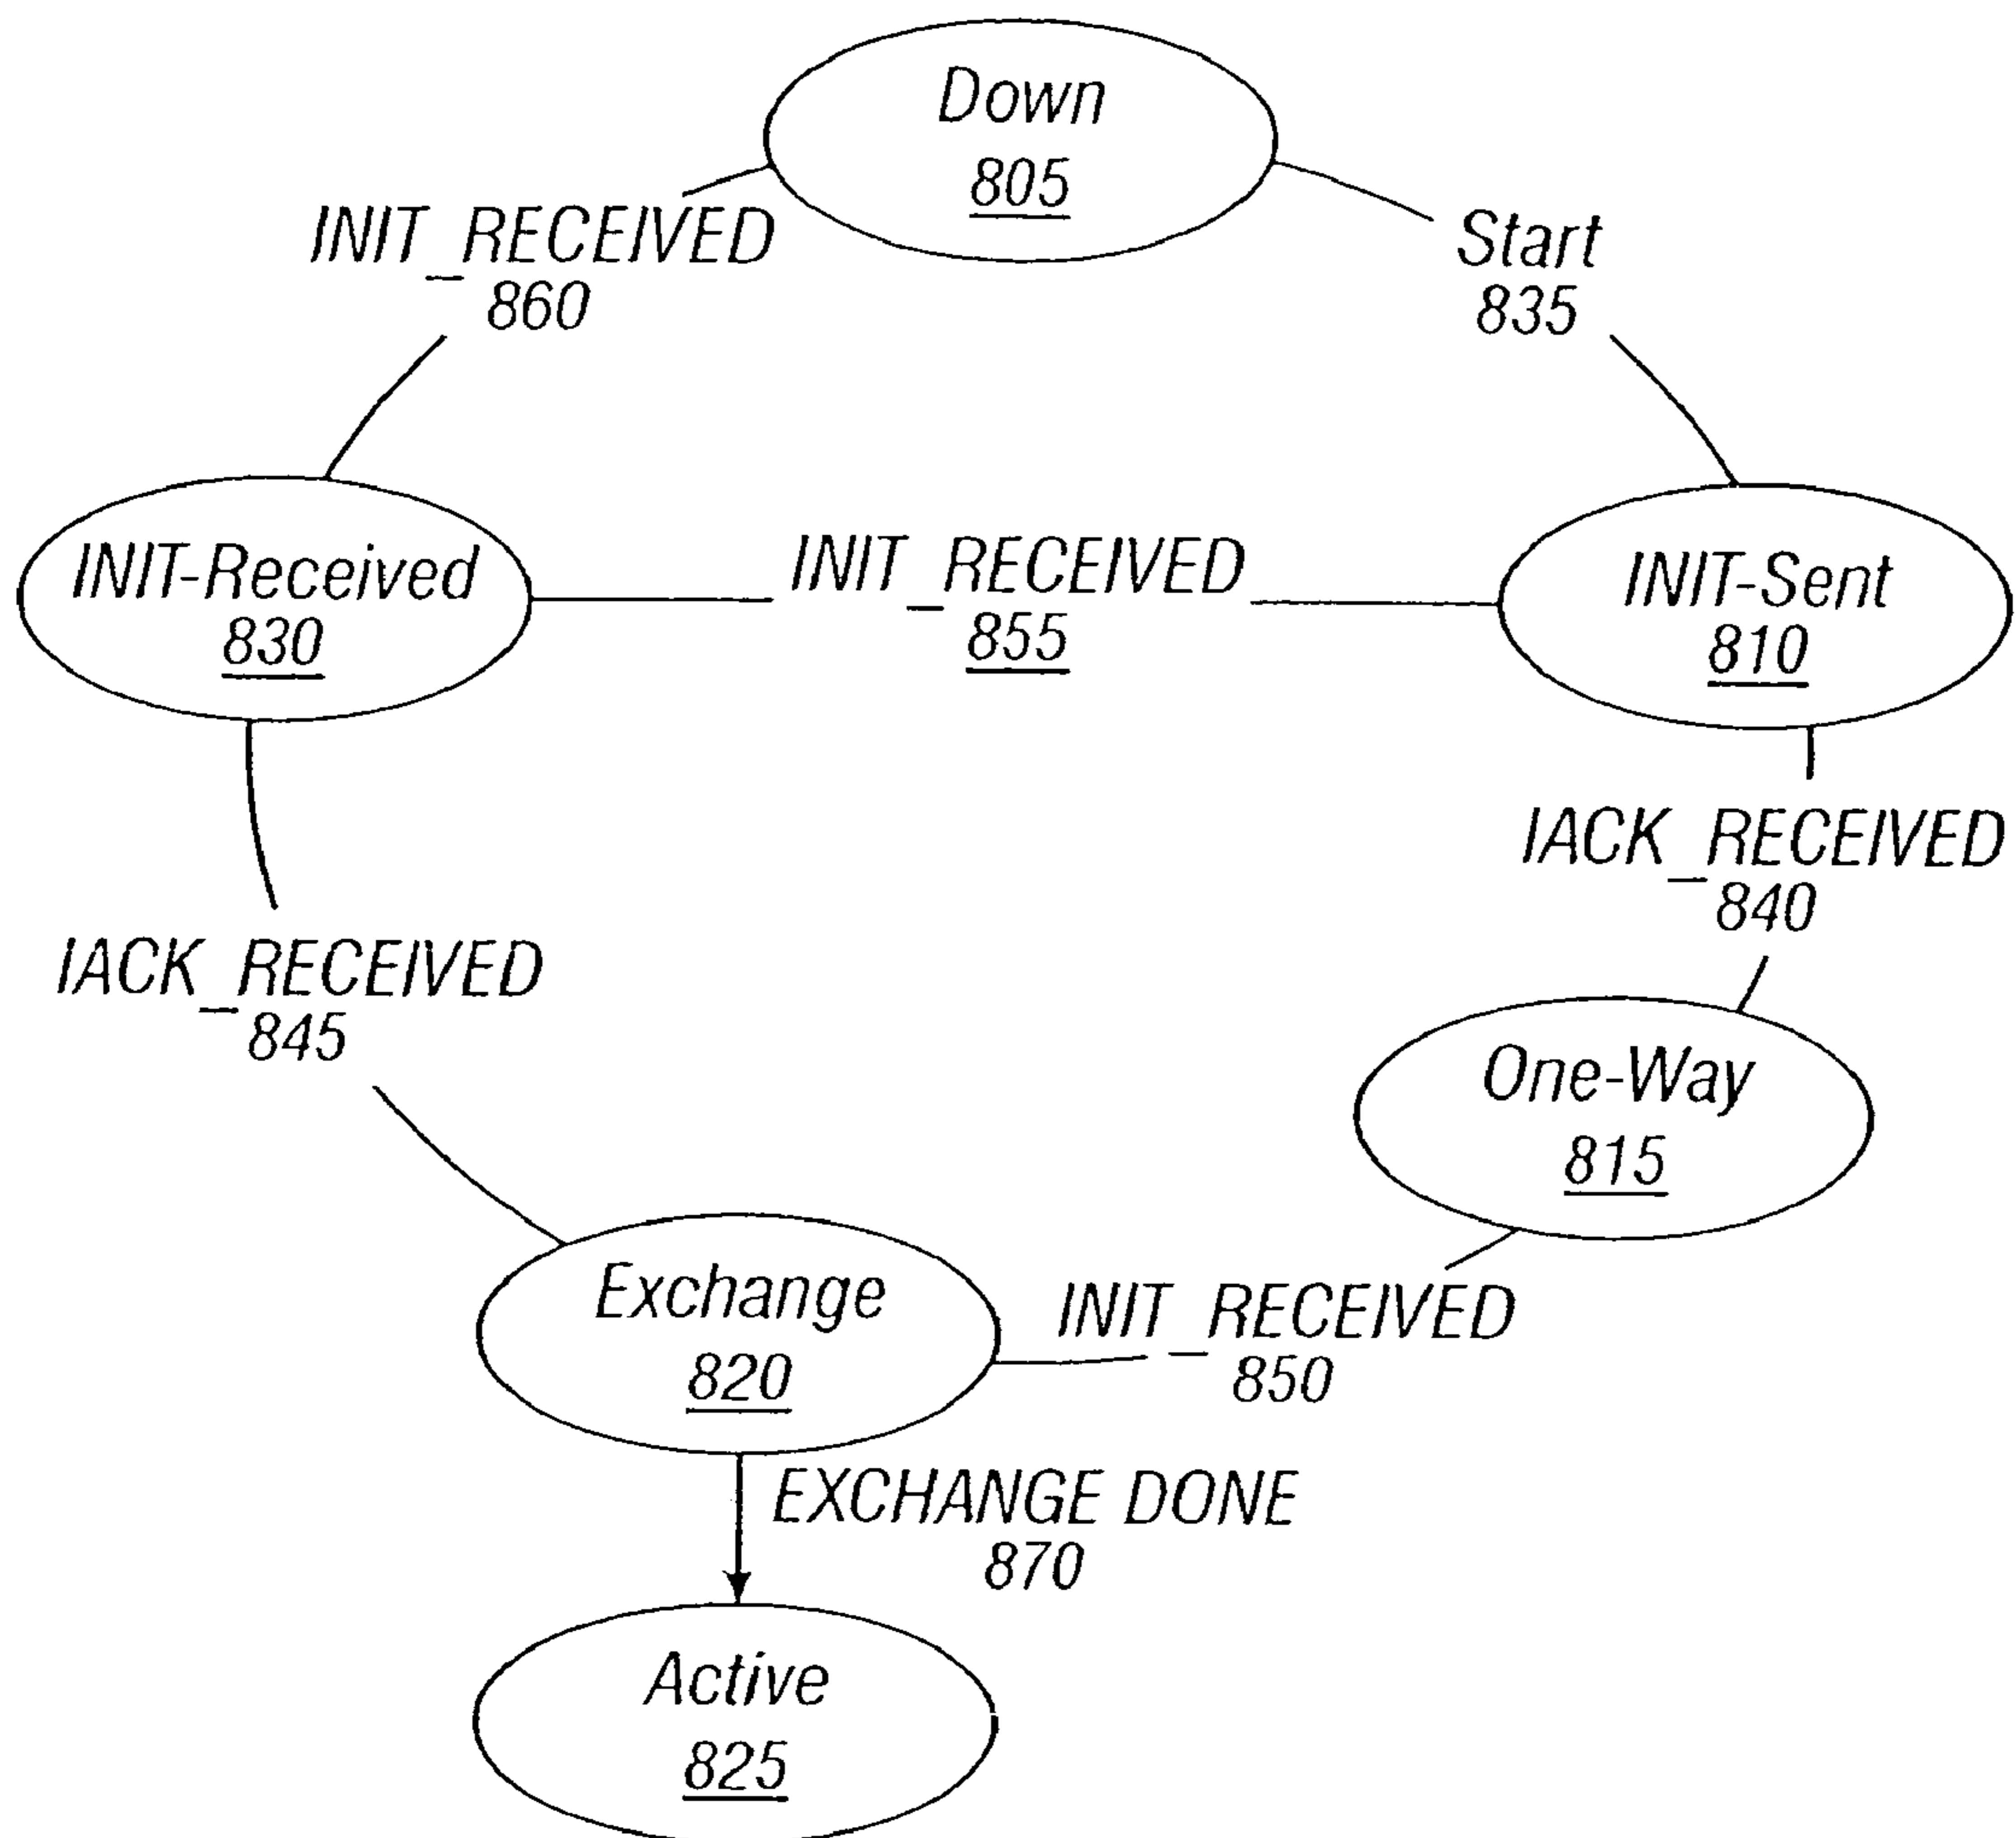 Down
805
INIT_RECEIVED
860
Start
835
INIT-Received
830
INIT_RECEIVED
855
INIT-Sent
810
IACK_RECEIVED
840
IACK_RECEIVED
845
One-Way
815
Exchange
820
INIT_RECEIVED
850
EXCHANGE DONE
870
Active
825